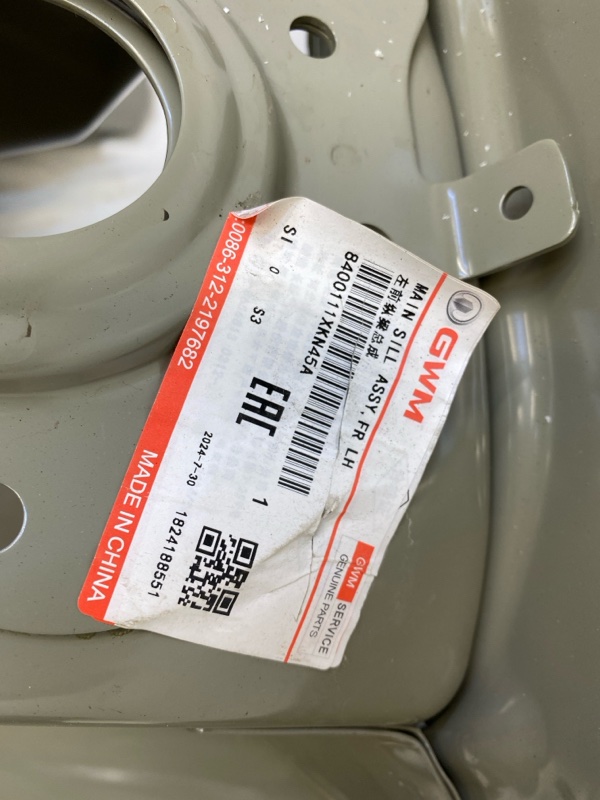 GWM
MAIN SILL ASSY, FR LH
左前纵梁总成
8400111XKN45A
SI 0 S3
EAC
1
2024-7-30
1824188551
:0086-312-2197682
MADE IN CHINA
GWM SERVICE
GENUINE PARTS